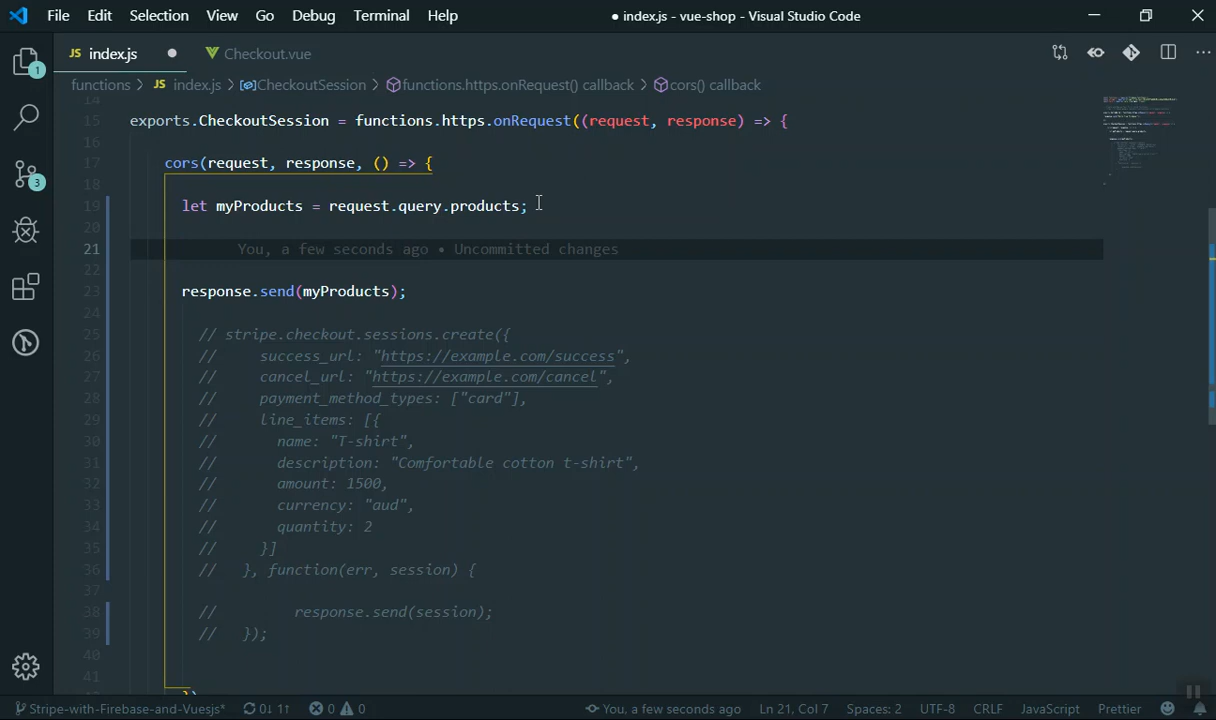 File Edit Selection View Go Debug Terminal Help ● index.js - vue-shop - Visual Studio Code
JS index.js ● Checkout.vue
functions > JS index.js > CheckoutSession > functions.https.onRequest() callback > cors() callback
14
15 exports.CheckoutSession = functions.https.onRequest((request, response) => {
16
17 cors(request, response, () => {
18
19 let myProducts = request.query.products;
20
21 You, a few seconds ago • Uncommitted changes
22
23 response.send(myProducts);
24
25 // stripe.checkout.sessions.create({
26 // success_url: "https://example.com/success",
27 // cancel_url: "https://example.com/cancel",
28 // payment_method_types: ["card"],
29 // line_items: [{
30 // name: "T-shirt",
31 // description: "Comfortable cotton t-shirt",
32 // amount: 1500,
33 // currency: "aud",
34 // quantity: 2
35 // }]
36 // }, function(err, session) {
37
38 // response.send(session);
39 // });
40
41
1
3
Stripe-with-Firebase-and-Vuesjs* 0↓ 1↑ 0 0 You, a few seconds ago Ln 21, Col 7 Spaces: 2 UTF-8 CRLF JavaScript Prettier